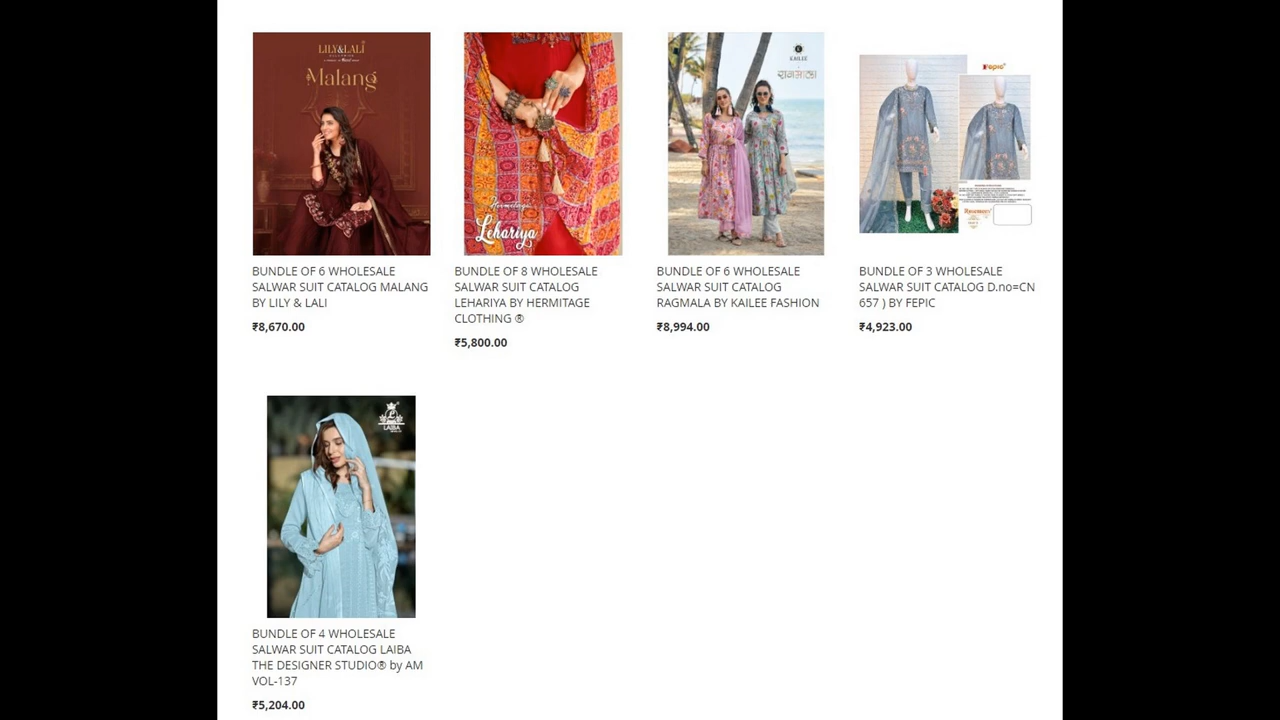 LILY&LALI
Malang
BUNDLE OF 6 WHOLESALE
SALWAR SUIT CATALOG MALANG
BY LILY & LALI
₹8,670.00
Hermitage
Lehariya
BUNDLE OF 8 WHOLESALE
SALWAR SUIT CATALOG
LEHARIYA BY HERMITAGE
CLOTHING ®
₹5,800.00
K
KAILEE
रागमाला
BUNDLE OF 6 WHOLESALE
SALWAR SUIT CATALOG
RAGMALA BY KAILEE FASHION
₹8,994.00
Fepic
BUNDLE OF 3 WHOLESALE
SALWAR SUIT CATALOG D.no=CN
657 ) BY FEPIC
₹4,923.00
L
LAIBA
BUNDLE OF 4 WHOLESALE
SALWAR SUIT CATALOG LAIBA
THE DESIGNER STUDIO® by AM
VOL-137
₹5,204.00